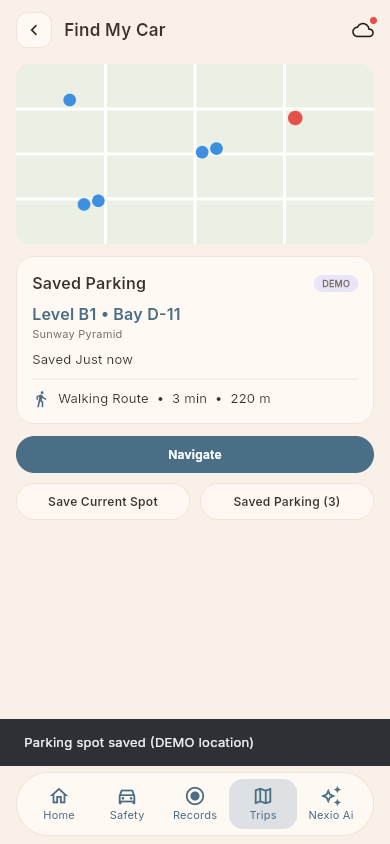 Find My Car
Saved Parking
DEMO
Level B1 • Bay D-11
Sunway Pyramid
Saved Just now
Walking Route • 3 min • 220 m
Navigate
Save Current Spot
Saved Parking (3)
Parking spot saved (DEMO location)
Home
Safety
Records
Trips
Nexio Ai